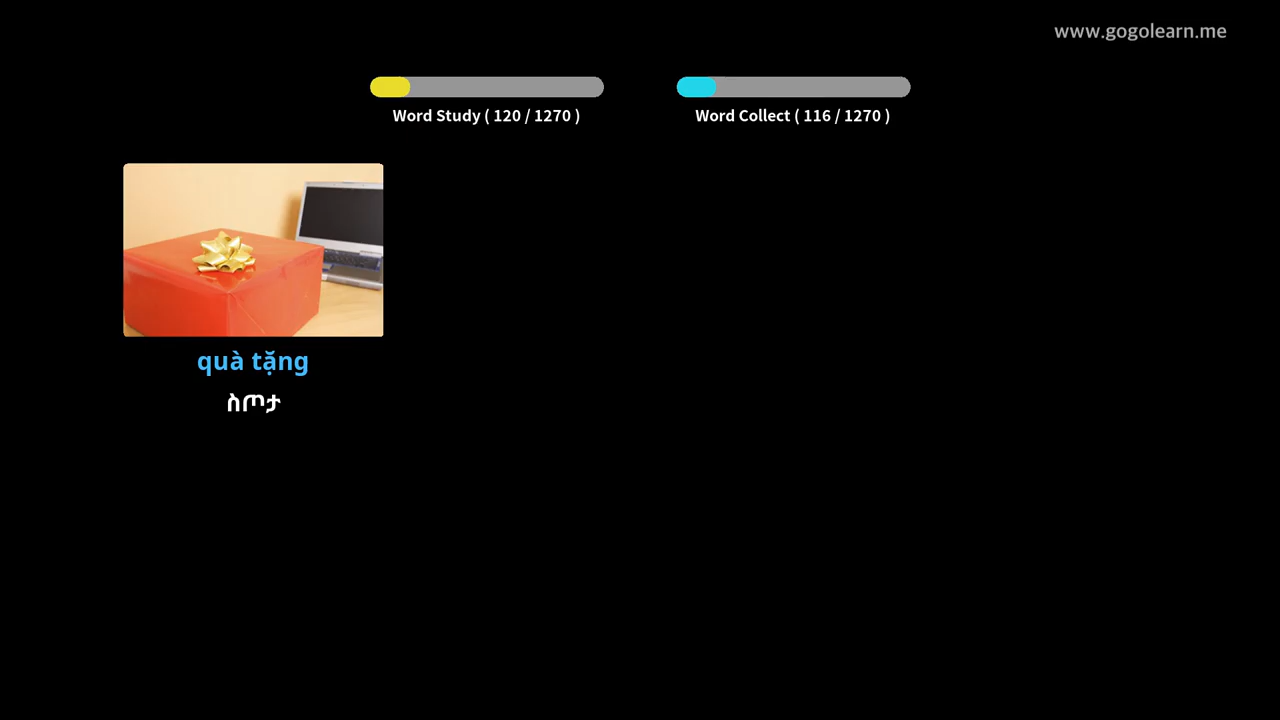 www.gogolearn.me
Word Study ( 120 / 1270 )
Word Collect ( 116 / 1270 )
quà tặng
ስጦታ